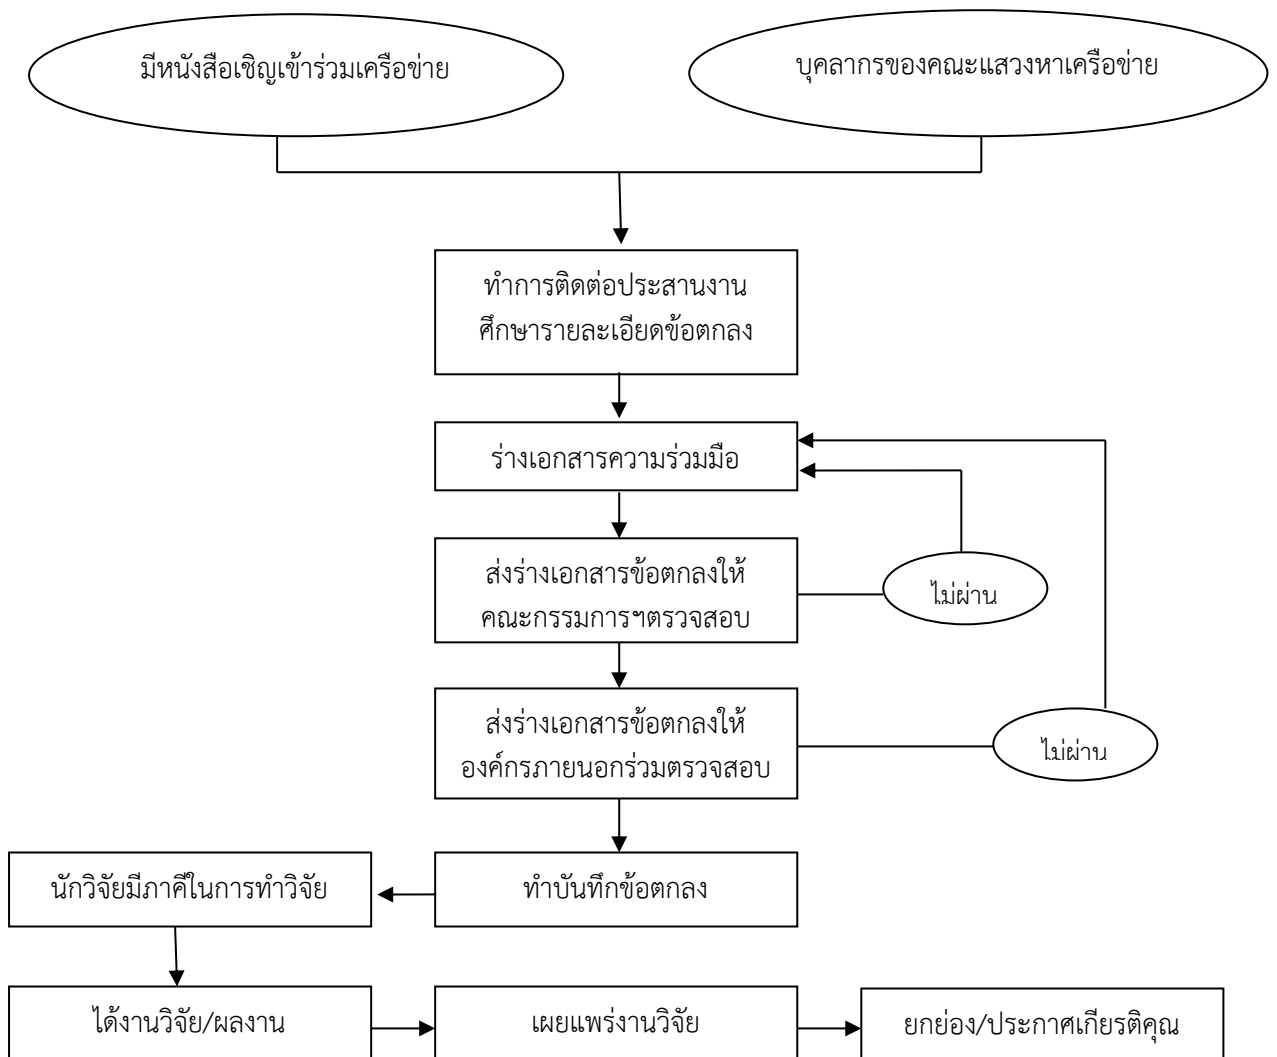 มีหนังสือเชิญเข้าร่วมเครือข่าย
บุคลากรของคณะแสวงหาเครือข่าย
ทำการติดต่อประสานงาน
ศึกษารายละเอียดข้อตกลง
ร่างเอกสารความร่วมมือ
ส่งร่างเอกสารข้อตกลงให้
คณะกรรมการฯตรวจสอบ
ไม่ผ่าน
ส่งร่างเอกสารข้อตกลงให้
องค์กรภายนอกร่วมตรวจสอบ
ไม่ผ่าน
นักวิจัยมีภาคีในการทำวิจัย
ทำบันทึกข้อตกลง
ได้งานวิจัย/ผลงาน
เผยแพร่งานวิจัย
ยกย่อง/ประกาศเกียรติคุณ